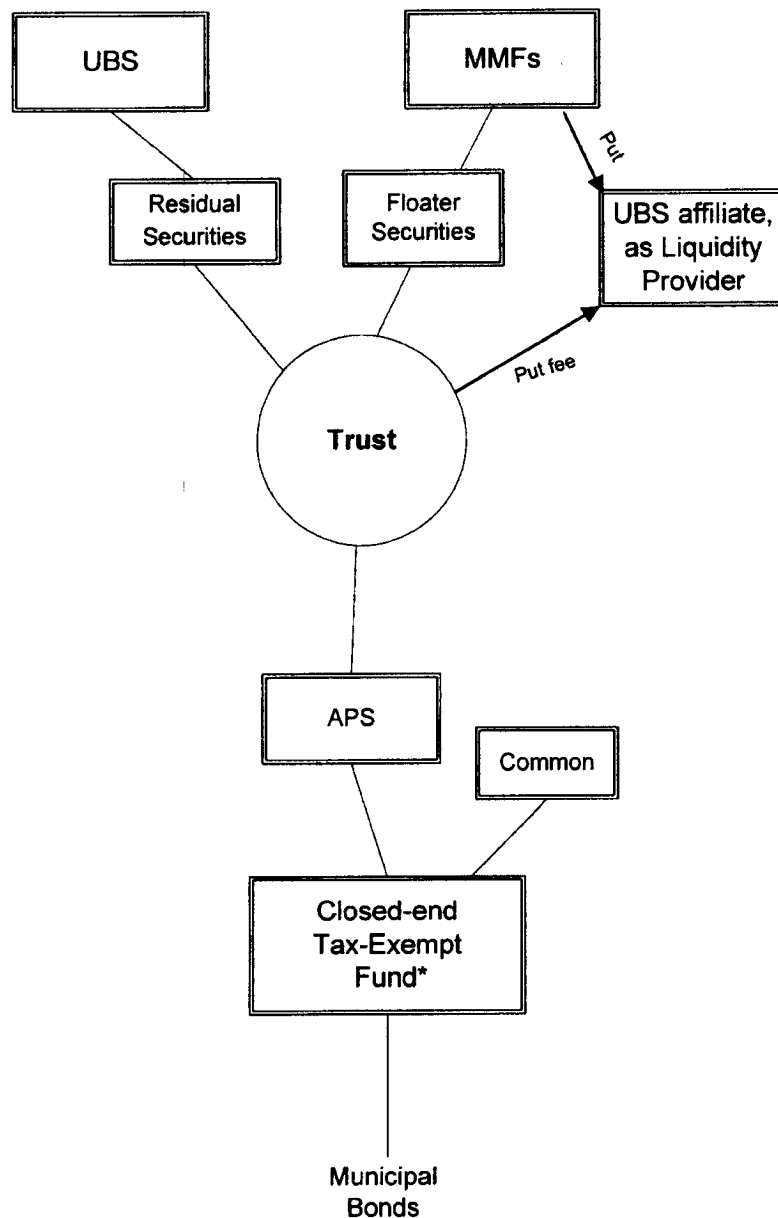 UBS
MMFs
Put
Residual
Securities
Floater
Securities
UBS affiliate,
as Liquidity
Provider
Put fee
Trust
APS
Common
Closed-end
Tax-Exempt
Fund*
Municipal
Bonds